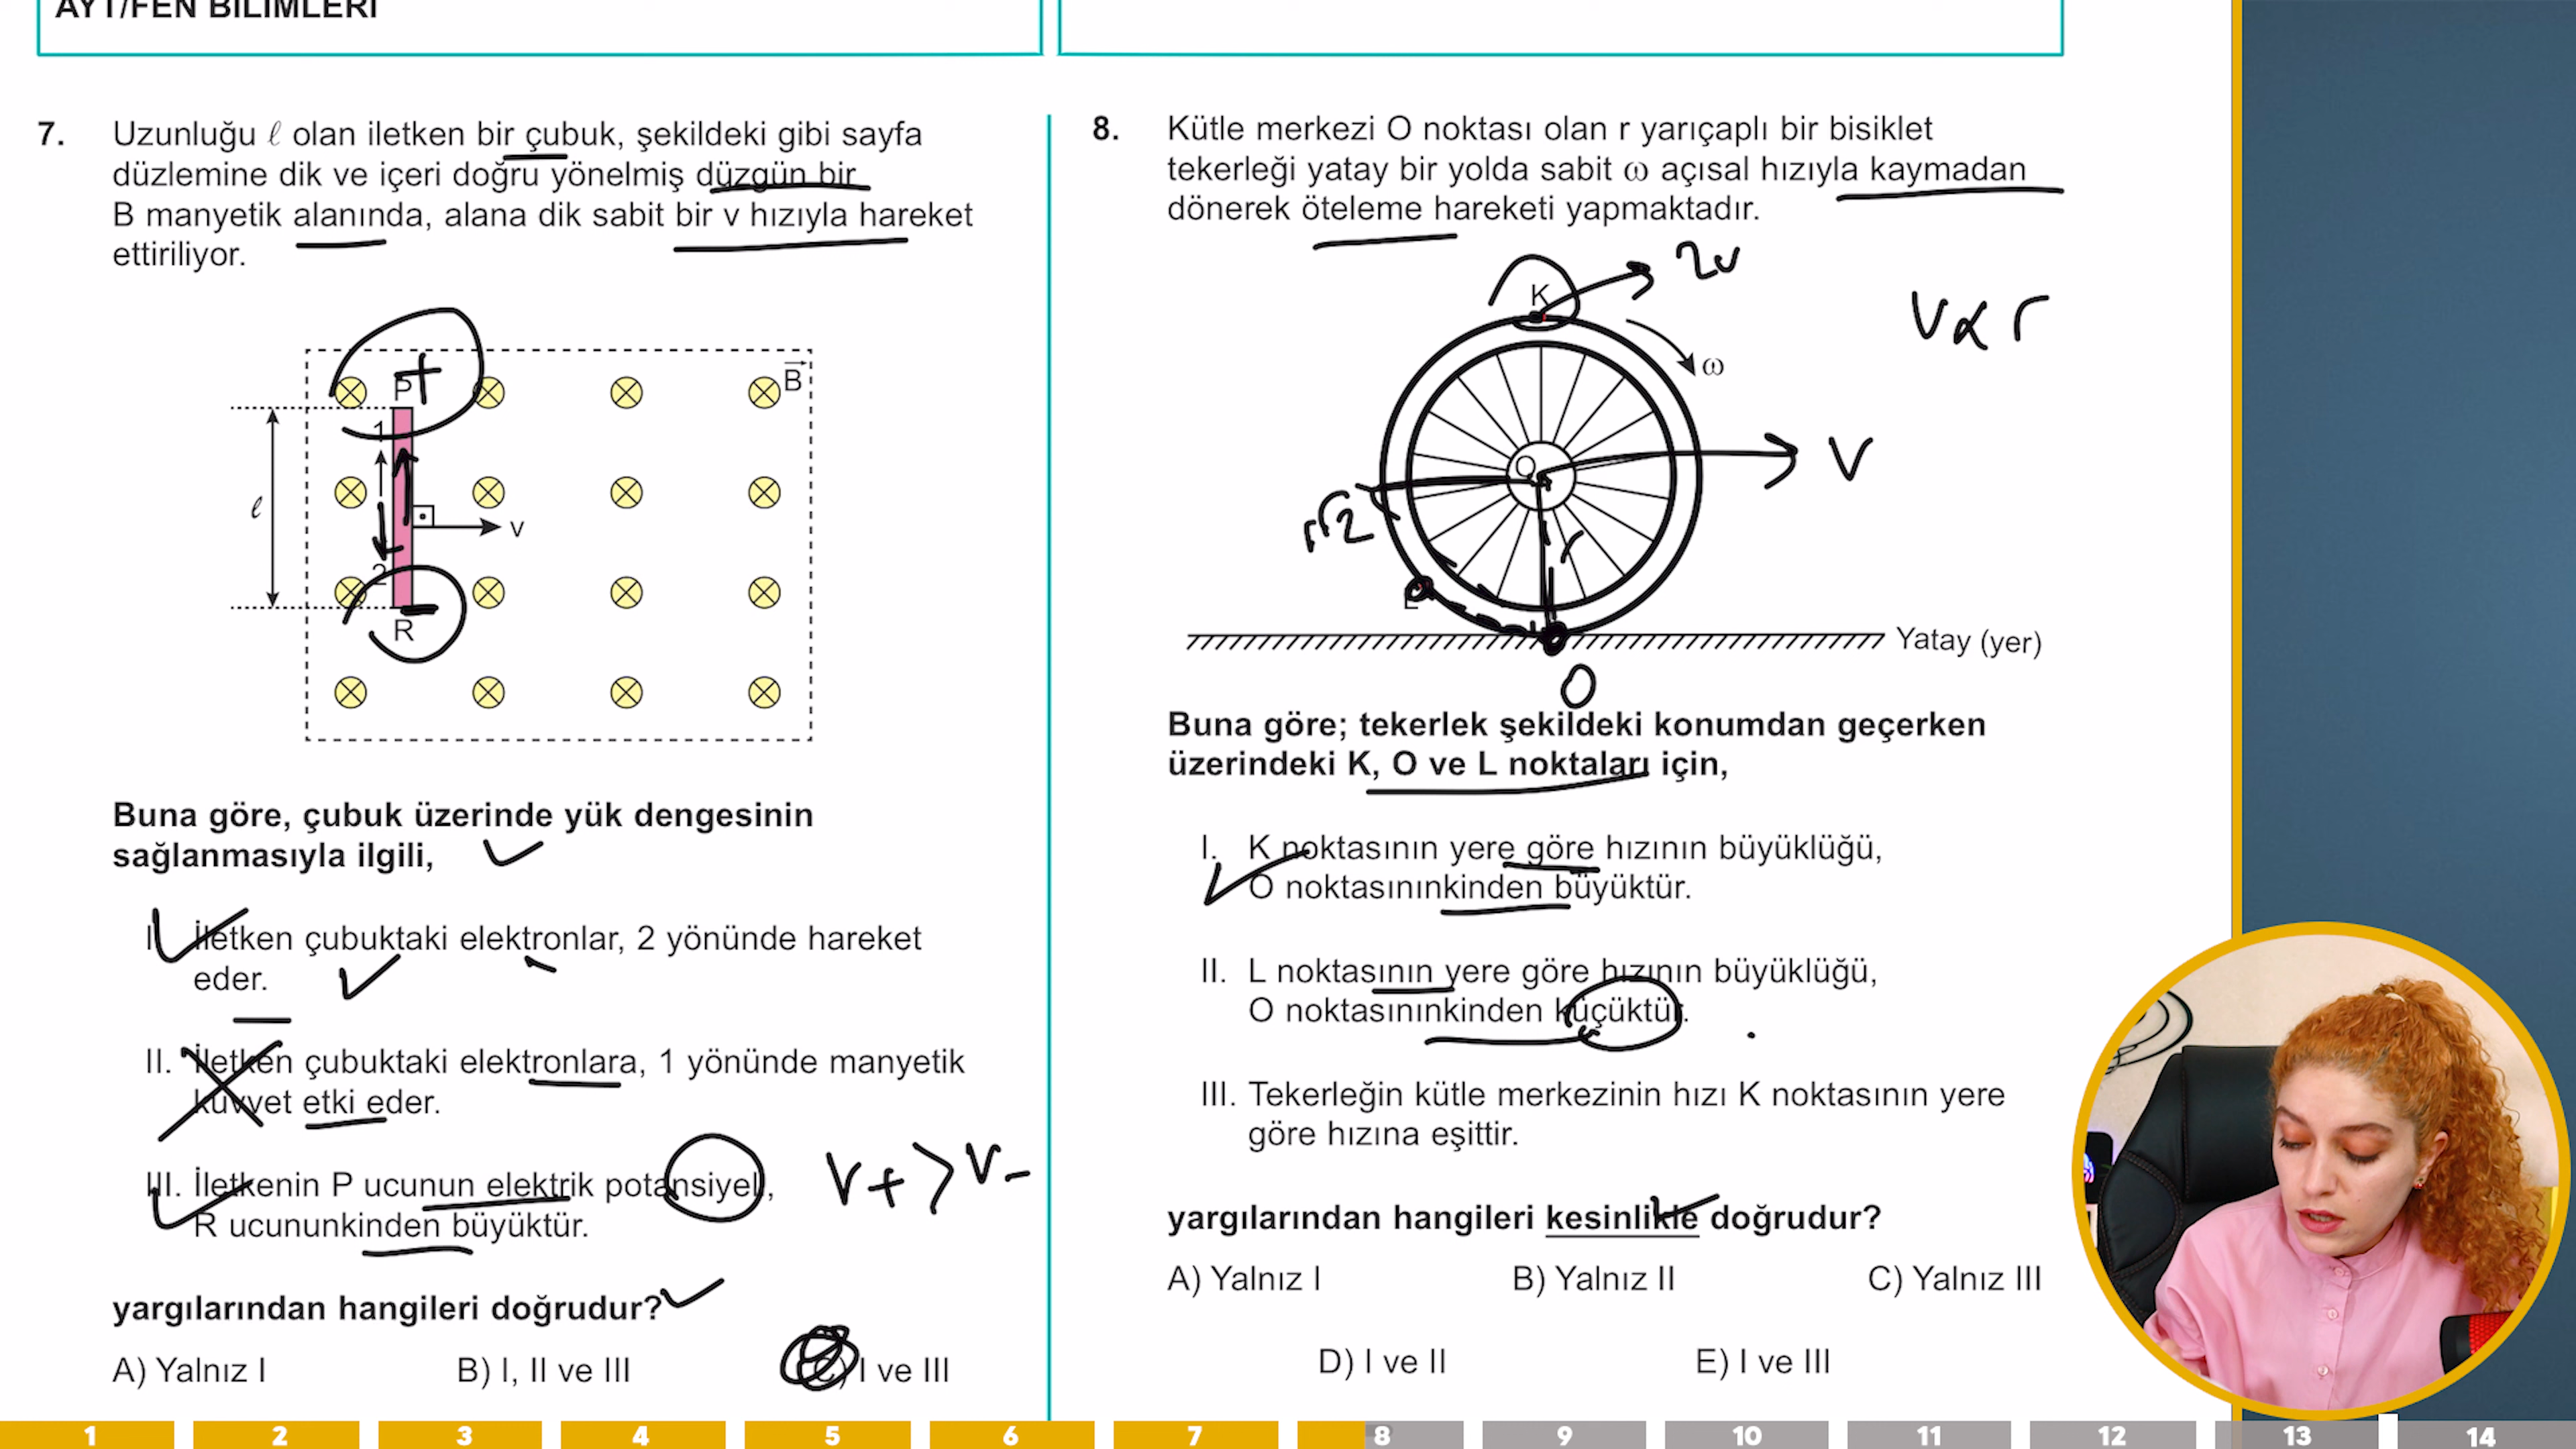 AYT/FEN BİLİMLERİ
7. Uzunluğu ℓ olan iletken bir çubuk, şekildeki gibi sayfa
düzlemine dik ve içeri doğru yönelmiş düzgün bir
B manyetik alanında, alana dik sabit bir v hızıyla hareket
ettiriliyor.
P +
B
1
ℓ
v
2
R −
Buna göre, çubuk üzerinde yük dengesinin
sağlanmasıyla ilgili,
I. İletken çubuktaki elektronlar, 2 yönünde hareket
eder.
II. İletken çubuktaki elektronlara, 1 yönünde manyetik
kuvvet etki eder.
III. İletkenin P ucunun elektrik potansiyeli,
R ucununkinden büyüktür.
V+ > V−
yargılarından hangileri doğrudur?
A) Yalnız I
B) I, II ve III
C) I ve III
8. Kütle merkezi O noktası olan r yarıçaplı bir bisiklet
tekerleği yatay bir yolda sabit ω açısal hızıyla kaymadan
dönerek öteleme hareketi yapmaktadır.
2v
K
v ∝ r
ω
O
V
r√2
r
L
Yatay (yer)
O
Buna göre; tekerlek şekildeki konumdan geçerken
üzerindeki K, O ve L noktaları için,
I. K noktasının yere göre hızının büyüklüğü,
O noktasınınkinden büyüktür.
II. L noktasının yere göre hızının büyüklüğü,
O noktasınınkinden küçüktür.
III. Tekerleğin kütle merkezinin hızı K noktasının yere
göre hızına eşittir.
yargılarından hangileri kesinlikle doğrudur?
A) Yalnız I
B) Yalnız II
C) Yalnız III
D) I ve II
E) I ve III
1 2 3 4 5 6 7 8 9 10 11 12 13 14